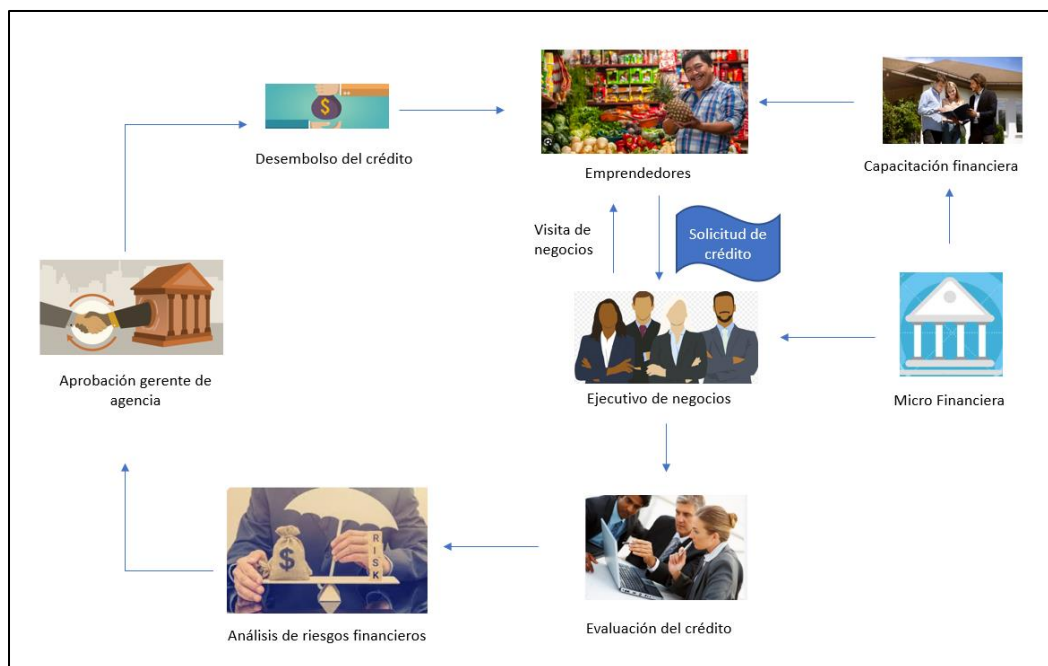 Desembolso del crédito
Emprendedores
Capacitación financiera
Visita de
negocios
Solicitud de
crédito
Aprobación gerente de
agencia
Ejecutivo de negocios
Micro Financiera
$
$
RISK
Análisis de riesgos financieros
Evaluación del crédito